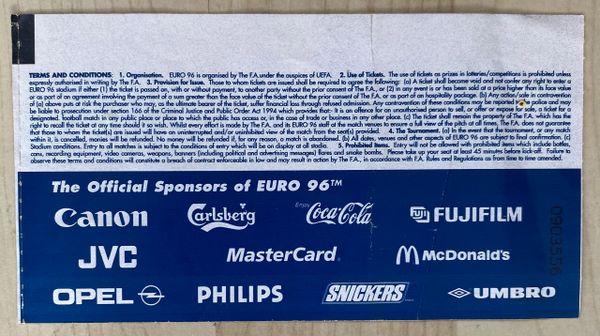 TERMS AND CONDITIONS: 1. Organisation. EURO 96 is organised by The F.A. under the auspices of UEFA. 2. Use of Tickets. The use of tickets as prizes in lotteries/competitions is prohibited unless
expressly authorised in writing by The F.A. 3. Provision for Issue. Those to whom tickets are issued shall be required to agree the following: (a) A ticket shall become void and not confer any right to enter a
EURO 96 stadium if either (1) the ticket is passed on, with or without payment, to another party without the prior consent of The F.A., or (2) in any event is or has been sold at a price higher than its face value
or as part of an agreement involving the payment of a sum greater than the face value of the ticket without the prior consent of The F.A. or as part of an hospitality package. (b) Any action/sale in contravention
of (a) above puts at risk the purchaser who may, as the ultimate bearer of the ticket, suffer financial loss through refused admission. Any contravention of these conditions may be reported to the police and may
be liable to prosecution under section 166 of the Criminal Justice and Public Order Act 1994 which provides that:- It is an offence for an unauthorised person to sell, or offer or expose for sale, a ticket for a
designated football match in any public place or place to which the public has access or, in the case of trade or business in any other place. (c) The ticket shall remain the property of The F.A. which has the
right to recall the ticket at any time should it so wish. Whilst every effort is made by The F.A. and its EURO 96 staff at the match venues to ensure a full view of the pitch at all times, The F.A. does not guarantee
that those to whom the ticket(s) are issued will have an uninterrupted and/or uninhibited view of the match from the seat(s) provided. 4. The Tournament. (a) In the event that the tournament, or any match
within it, is cancelled, monies will be refunded. No money will be refunded if, for any reason, a match is abandoned. (b) All dates, venues and other aspects of EURO 96 are subject to final confirmation. (c)
Stadium conditions. Entry to all matches is subject to the conditions of entry which will be on display at all stadia. 5. Prohibited Items. Entry will not be allowed with prohibited items which include bottles,
cans, recording equipment, video cameras, weapons, banners (including political and advertising messages) flares and smoke bombs. Please take up your seat at least 45 minutes before kick-off. Failure to
observe these terms and conditions will constitute a breach of contract enforceable in law and may result in action by The F.A., in accordance with F.A. Rules and Regulations as from time to time amended.
The Official Sponsors of EURO 96™
Canon Carlsberg Enjoy Coca-Cola FUJI FUJIFILM
JVC MasterCard McDonald's
OPEL PHILIPS SNICKERS UMBRO
0903556